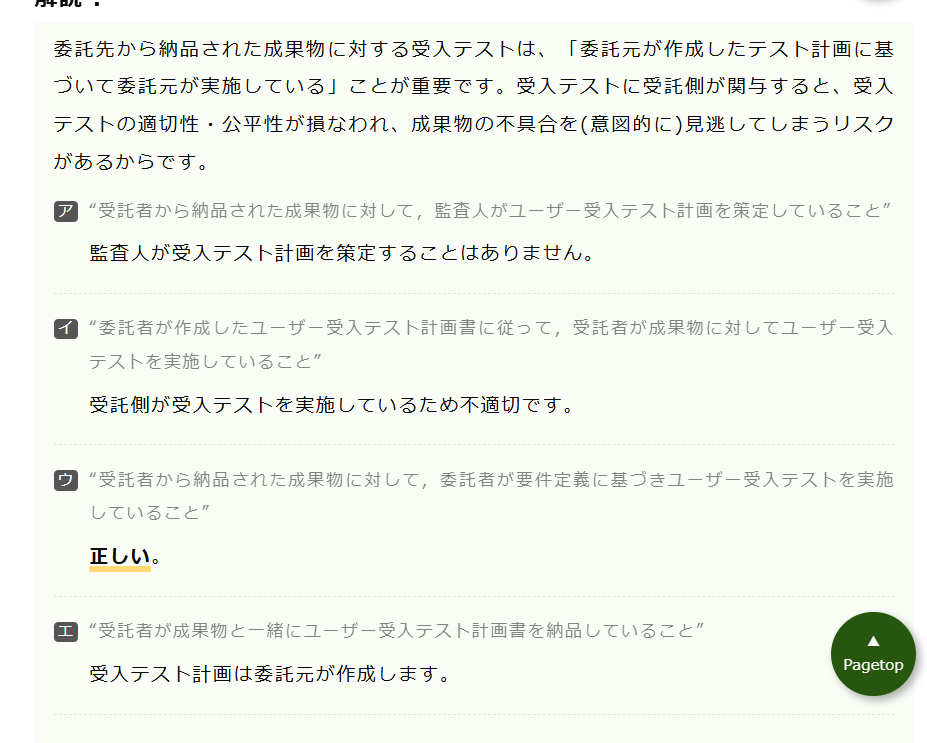 解説：
委託先から納品された成果物に対する受入テストは、「委託元が作成したテスト計画に基
づいて委託元が実施している」ことが重要です。受入テストに受託側が関与すると、受入
テストの適切性・公平性が損なわれ、成果物の不具合を(意図的に)見逃してしまうリスク
があるからです。
ア “受託者から納品された成果物に対して，監査人がユーザー受入テスト計画を策定していること”
監査人が受入テスト計画を策定することはありません。
イ “委託者が作成したユーザー受入テスト計画書に従って，受託者が成果物に対してユーザー受入
テストを実施していること”
受託側が受入テストを実施しているため不適切です。
ウ “受託者から納品された成果物に対して，委託者が要件定義に基づきユーザー受入テストを実施
していること”
正しい。
エ “受託者が成果物と一緒にユーザー受入テスト計画書を納品していること”
受入テスト計画は委託元が作成します。
▲
Pagetop